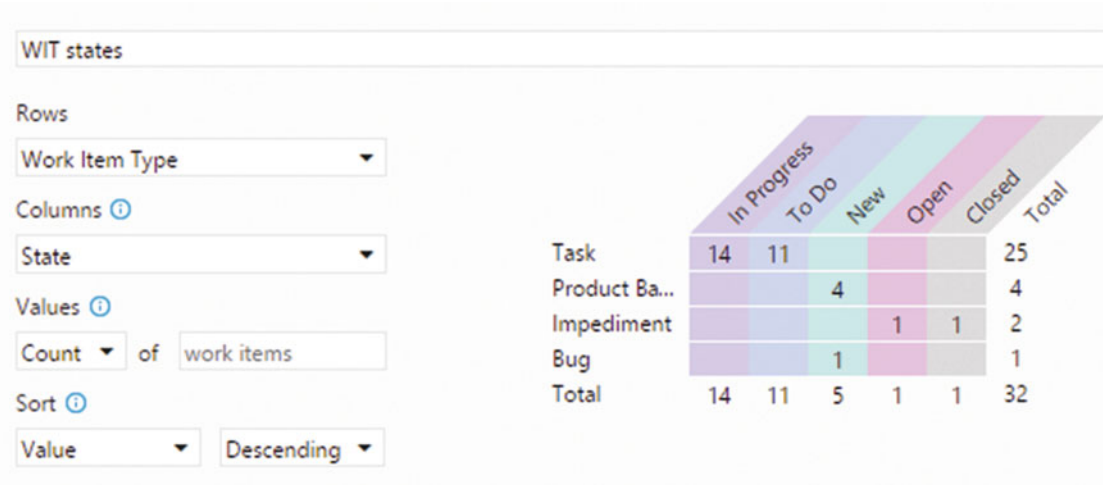 WIT states
Rows
Work Item Type
Columns
State
Values
Count of work items
Sort
Value Descending
In Progress To Do New Open Closed Total
Task 14 11 25
Product Ba... 4 4
Impediment 1 1 2
Bug 1 1
Total 14 11 5 1 1 32